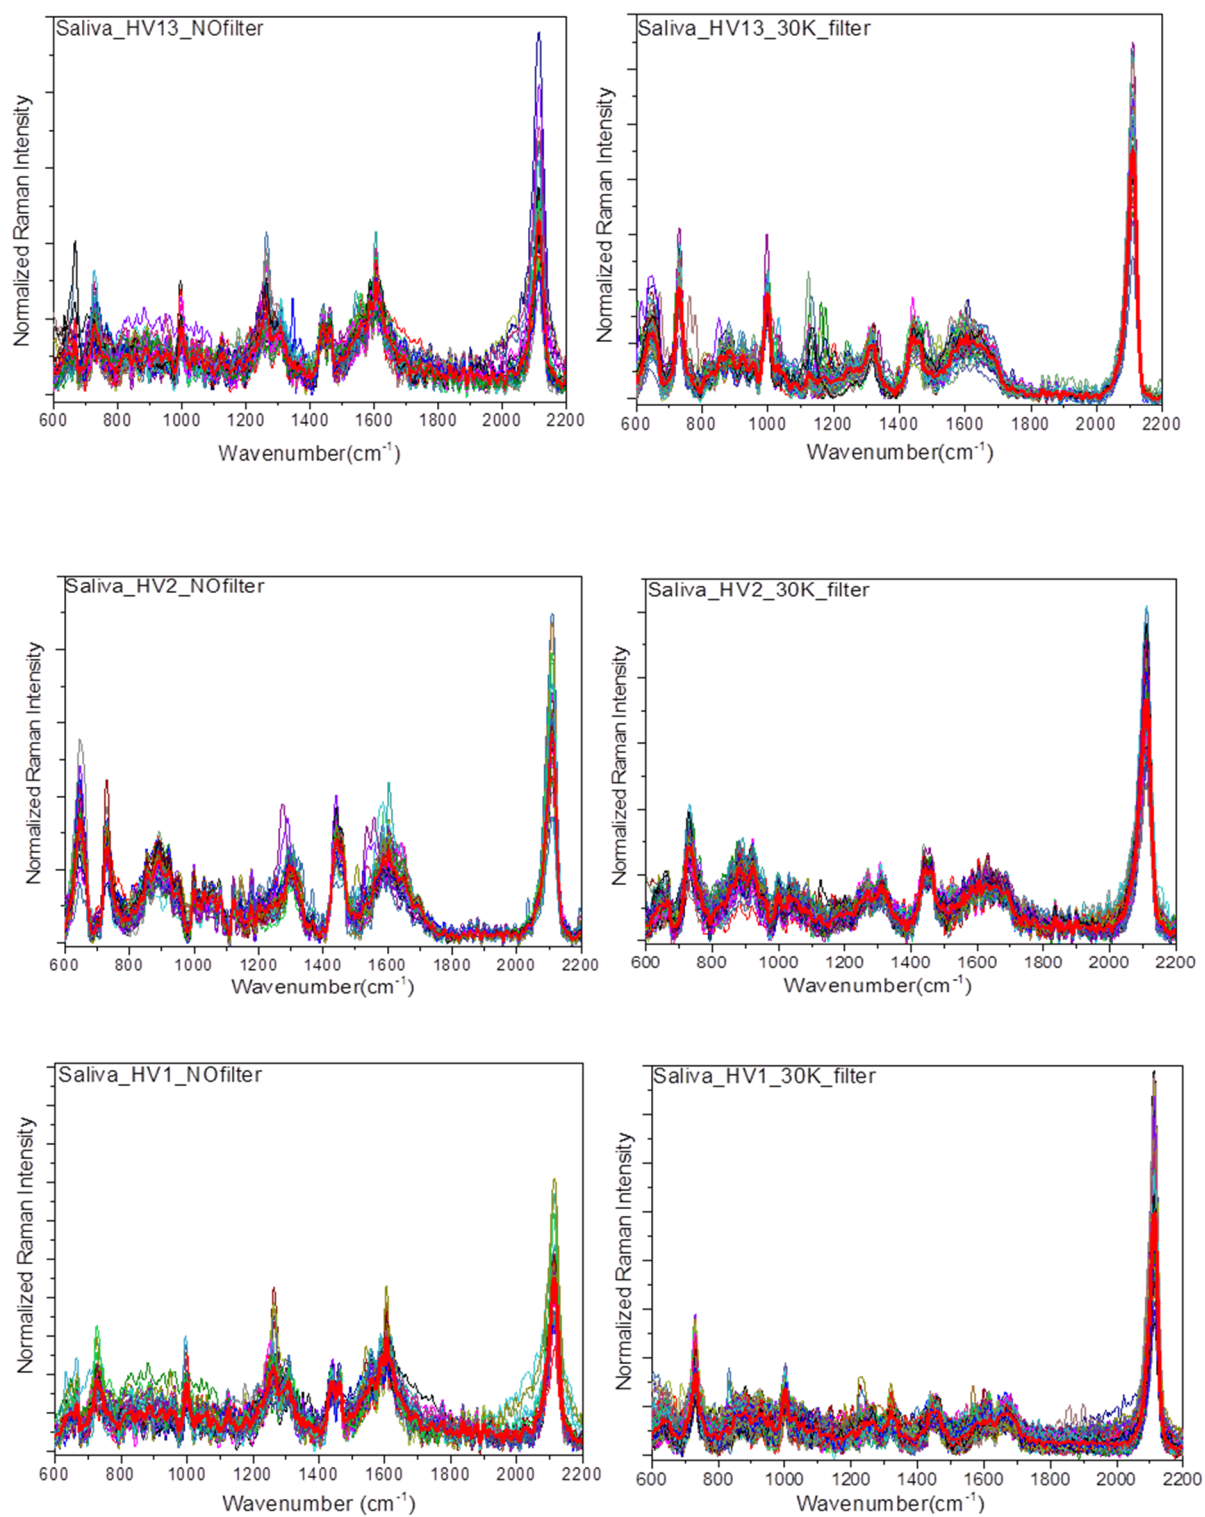 Saliva_HV13_NOfilter
Normalized Raman Intensity
600 800 1000 1200 1400 1600 1800 2000 2200
Wavenumber(cm⁻¹)
Saliva_HV13_30K_filter
Normalized Raman Intensity
600 800 1000 1200 1400 1600 1800 2000 2200
Wavenumber(cm⁻¹)
Saliva_HV2_NOfilter
Normalized Raman Intensity
600 800 1000 1200 1400 1600 1800 2000 2200
Wavenumber(cm⁻¹)
Saliva_HV2_30K_filter
Normalized Raman Intensity
600 800 1000 1200 1400 1600 1800 2000 2200
Wavenumber(cm⁻¹)
Saliva_HV1_NOfilter
Normalized Raman Intensity
600 800 1000 1200 1400 1600 1800 2000 2200
Wavenumber (cm⁻¹)
Saliva_HV1_30K_filter
Normalized Raman Intensity
600 800 1000 1200 1400 1600 1800 2000 2200
Wavenumber(cm⁻¹)